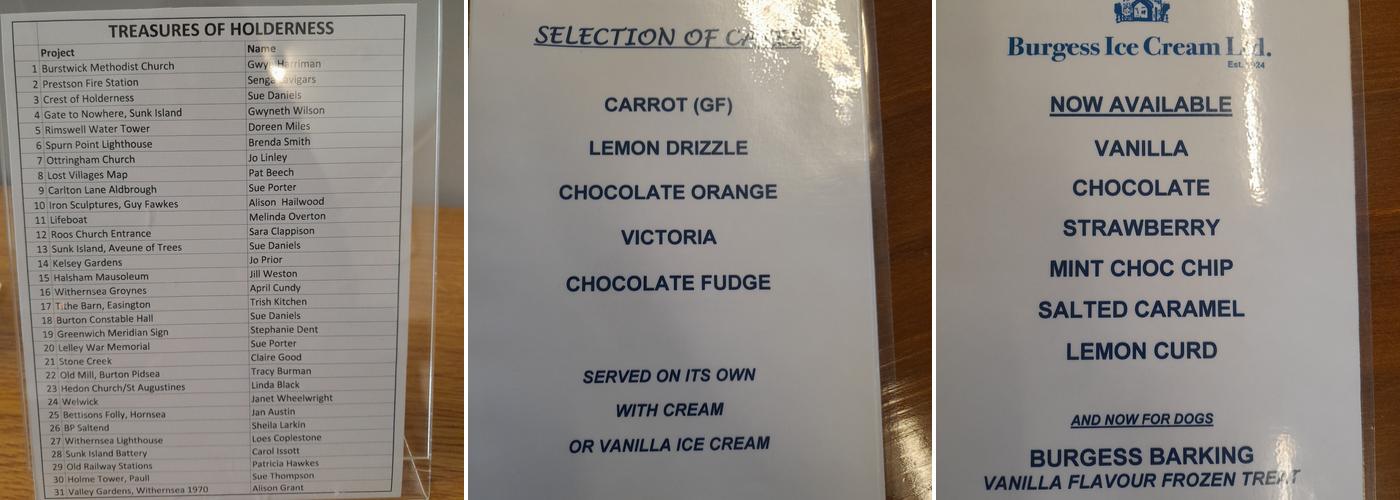 TREASURES OF HOLDERNESS
Project Name
1 Burstwick Methodist Church Gwy Harriman
2 Prestson Fire Station Senga
3 Crest of Holderness Sue Daniels
4 Gate to Nowhere, Sunk Island Gwyneth Wilson
5 Rimswell Water Tower Doreen Miles
6 Spurn Point Lighthouse Brenda Smith
7 Ottringham Church Jo Linley
8 Lost Villages Map Pat Beech
9 Carlton Lane Aldbrough Sue Porter
10 Iron Sculptures, Guy Fawkes Alison Hailwood
11 Lifeboat Melinda Overton
12 Roos Church Entrance Sara Clappison
13 Sunk Island, Aveune of Trees Sue Daniels
14 Kelsey Gardens Jo Prior
15 Halsham Mausoleum Jill Weston
16 Withernsea Groynes April Cundy
17 Tithe Barn, Easington Trish Kitchen
18 Burton Constable Hall Sue Daniels
19 Greenwich Meridian Sign Stephanie Dent
20 Lelley War Memorial Sue Porter
21 Stone Creek Claire Good
22 Old Mill, Burton Pidsea Tracy Burman
23 Hedon Church/St Augustines Linda Black
24 Welwick Janet Wheelwright
25 Bettisons Folly, Hornsea Jan Austin
26 BP Saltend Sheila Larkin
27 Withernsea Lighthouse Loes Coplestone
28 Sunk Island Battery Carol Issott
29 Old Railway Stations Patricia Hawkes
30 Holme Tower, Paull Sue Thompson
31 Valley Gardens, Withernsea 1970 Alison Grant
SELECTION OF CAKES
CARROT (GF)
LEMON DRIZZLE
CHOCOLATE ORANGE
VICTORIA
CHOCOLATE FUDGE
SERVED ON ITS OWN
WITH CREAM
OR VANILLA ICE CREAM
Burgess Ice Cream Ltd.
Est. 1924
NOW AVAILABLE
VANILLA
CHOCOLATE
STRAWBERRY
MINT CHOC CHIP
SALTED CARAMEL
LEMON CURD
AND NOW FOR DOGS
BURGESS BARKING
VANILLA FLAVOUR FROZEN TREAT